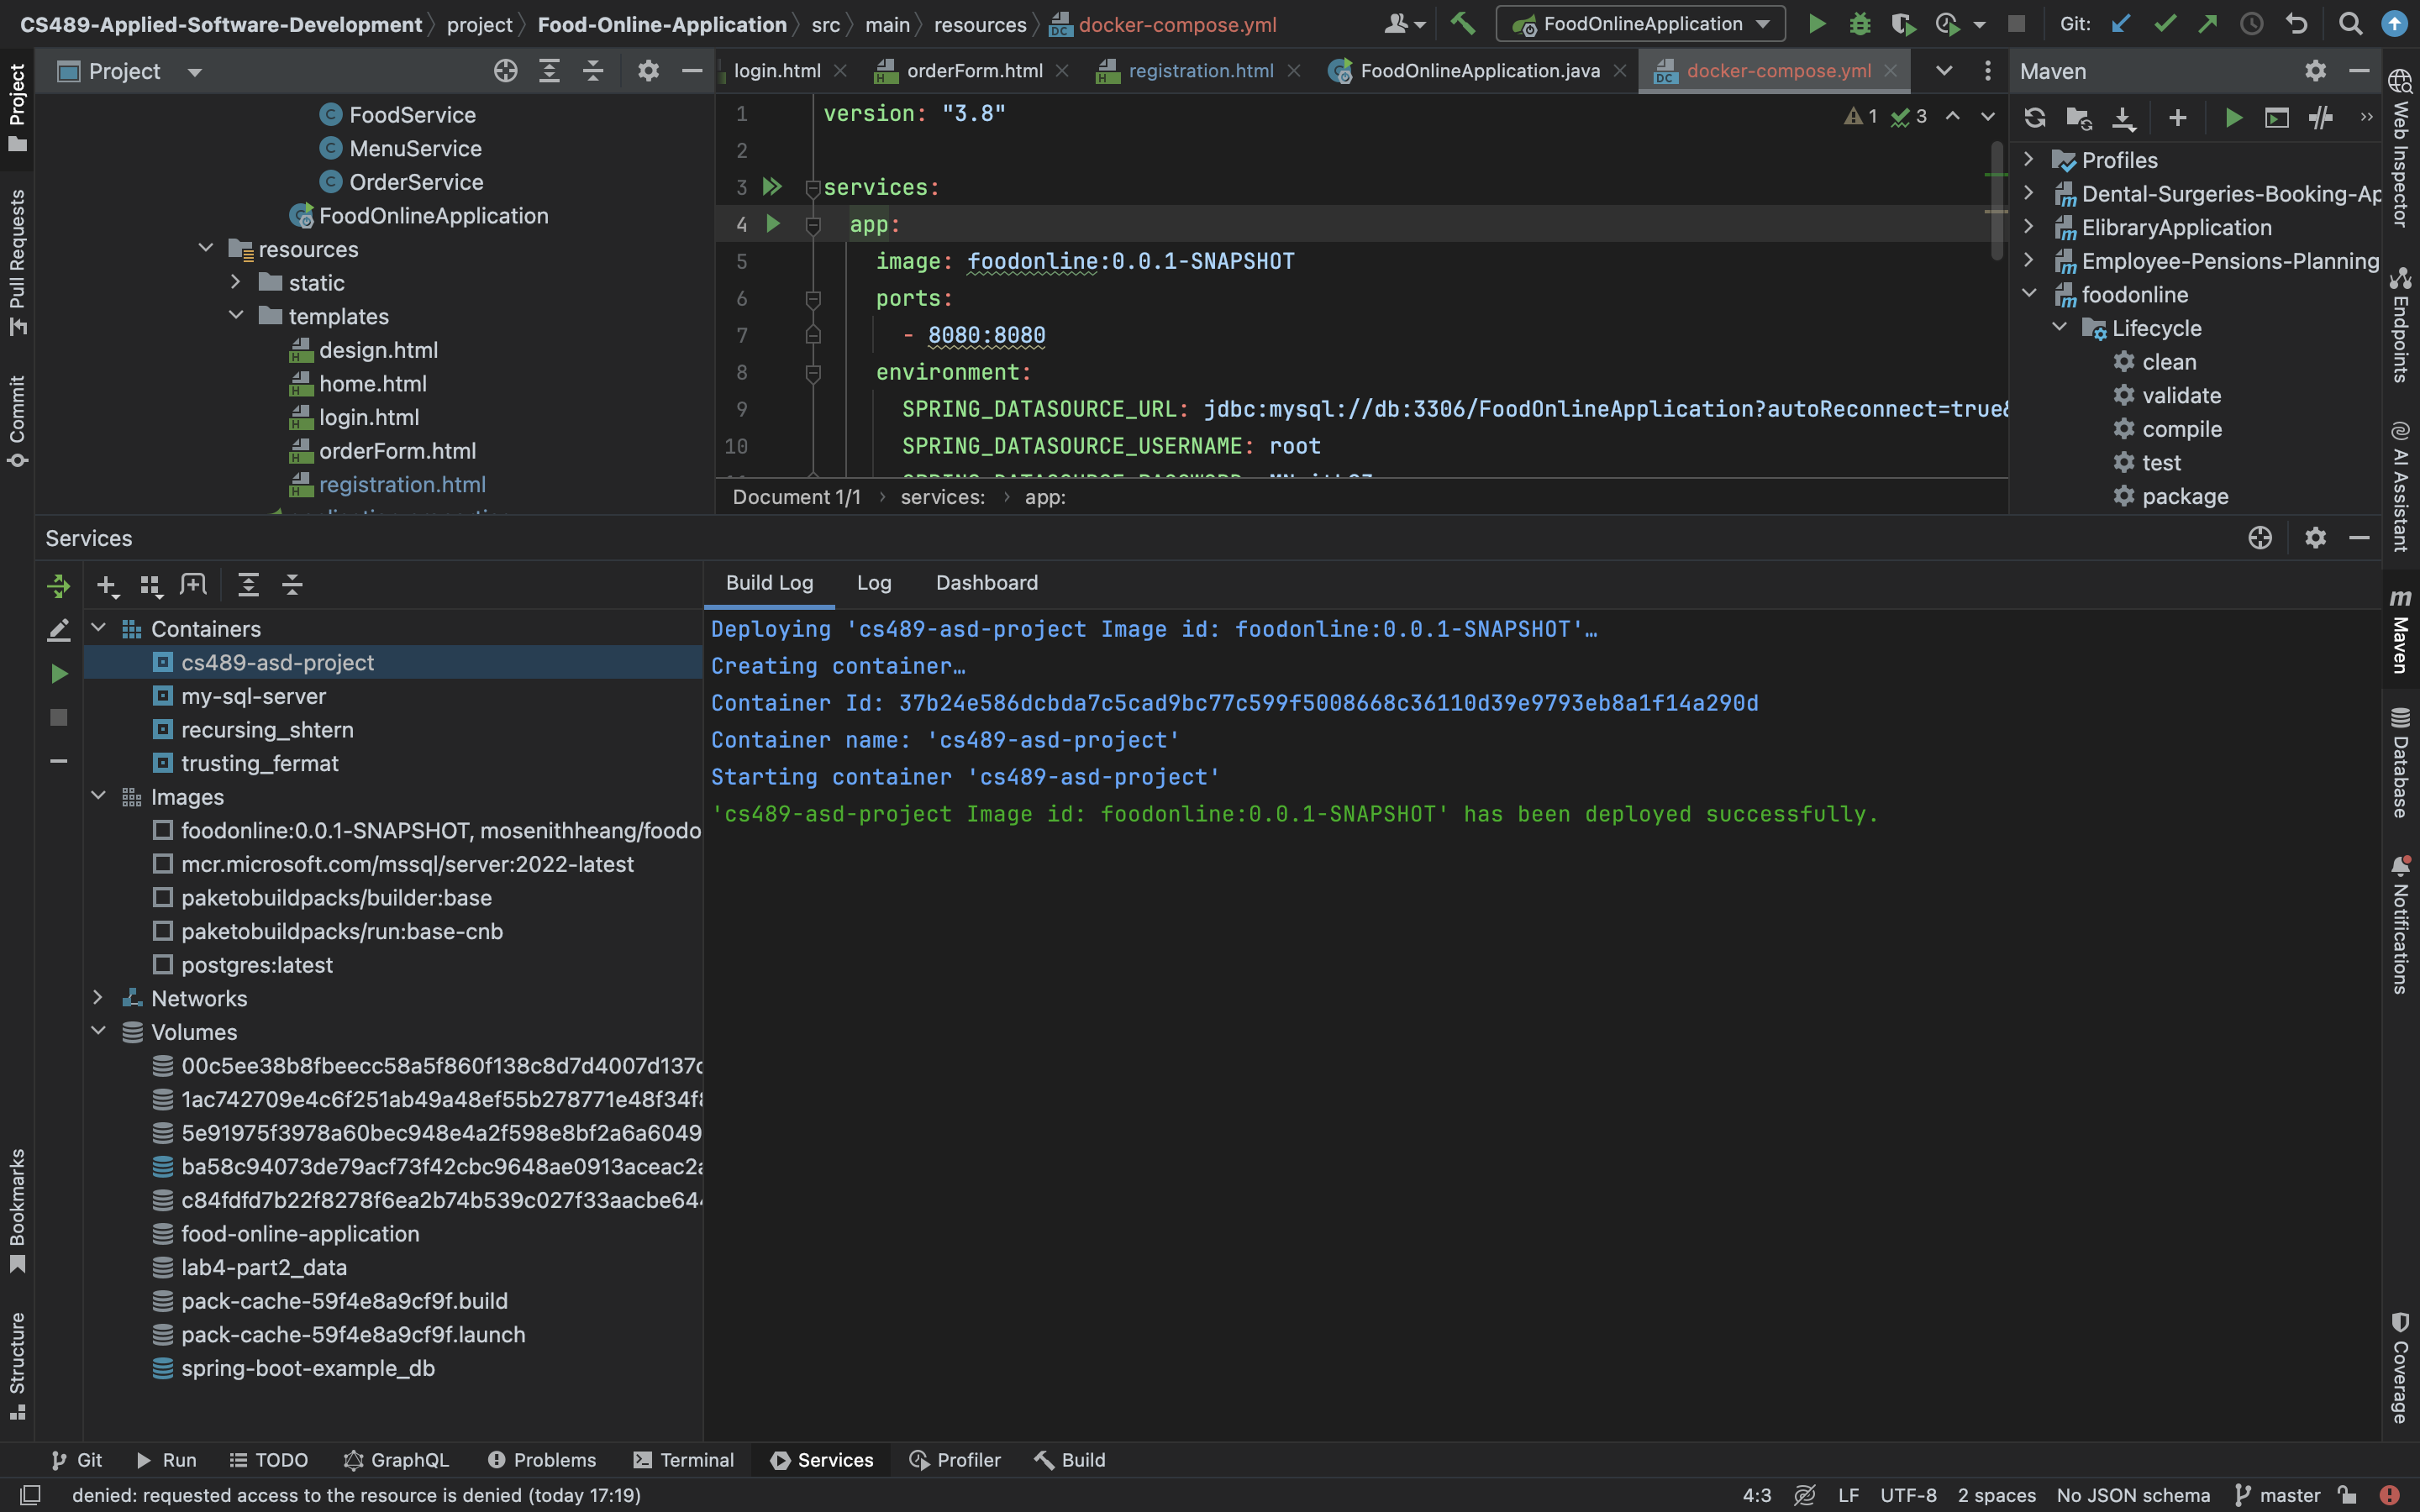 CS489-Applied-Software-Development project Food-Online-Application src main resources docker-compose.yml
FoodOnlineApplication
Git:
Project
login.html orderForm.html registration.html FoodOnlineApplication.java docker-compose.yml
Maven
Project
Pull Requests
Commit
Bookmarks
Structure
FoodService
MenuService
OrderService
FoodOnlineApplication
resources
static
templates
design.html
home.html
login.html
orderForm.html
registration.html
1 version: "3.8"
2
3 services:
4 app:
5 image: foodonline:0.0.1-SNAPSHOT
6 ports:
7 - 8080:8080
8 environment:
9 SPRING_DATASOURCE_URL: jdbc:mysql://db:3306/FoodOnlineApplication?autoReconnect=true&
10 SPRING_DATASOURCE_USERNAME: root
1 3
Document 1/1 services: app:
Profiles
Dental-Surgeries-Booking-Ap
ElibraryApplication
Employee-Pensions-Planning
foodonline
Lifecycle
clean
validate
compile
test
package
Web Inspector
Endpoints
AI Assistant
Maven
Database
Notifications
Coverage
Services
Containers
cs489-asd-project
my-sql-server
recursing_shtern
trusting_fermat
Images
foodonline:0.0.1-SNAPSHOT, mosenithheang/foodo
mcr.microsoft.com/mssql/server:2022-latest
paketobuildpacks/builder:base
paketobuildpacks/run:base-cnb
postgres:latest
Networks
Volumes
00c5ee38b8fbeecc58a5f860f138c8d7d4007d137c
1ac742709e4c6f251ab49a48ef55b278771e48f34f8
5e91975f3978a60bec948e4a2f598e8bf2a6a6049
ba58c94073de79acf73f42cbc9648ae0913aceac2a
c84fdfd7b22f8278f6ea2b74b539c027f33aacbe644
food-online-application
lab4-part2_data
pack-cache-59f4e8a9cf9f.build
pack-cache-59f4e8a9cf9f.launch
spring-boot-example_db
Build Log Log Dashboard
Deploying 'cs489-asd-project Image id: foodonline:0.0.1-SNAPSHOT'…
Creating container…
Container Id: 37b24e586dcbda7c5cad9bc77c599f5008668c36110d39e9793eb8a1f14a290d
Container name: 'cs489-asd-project'
Starting container 'cs489-asd-project'
'cs489-asd-project Image id: foodonline:0.0.1-SNAPSHOT' has been deployed successfully.
Git Run TODO GraphQL Problems Terminal Services Profiler Build
denied: requested access to the resource is denied (today 17:19)
4:3 LF UTF-8 2 spaces No JSON schema master